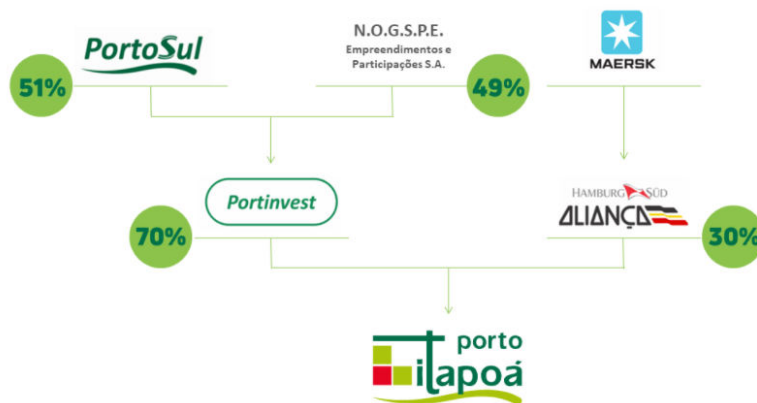 PortoSul
N.O.G.S.P.E.
Empreendimentos e
Participações S.A.
MAERSK
51%
49%
Portinvest
HAMBURG SÜD
ALIANÇA
70%
30%
porto
itapoá